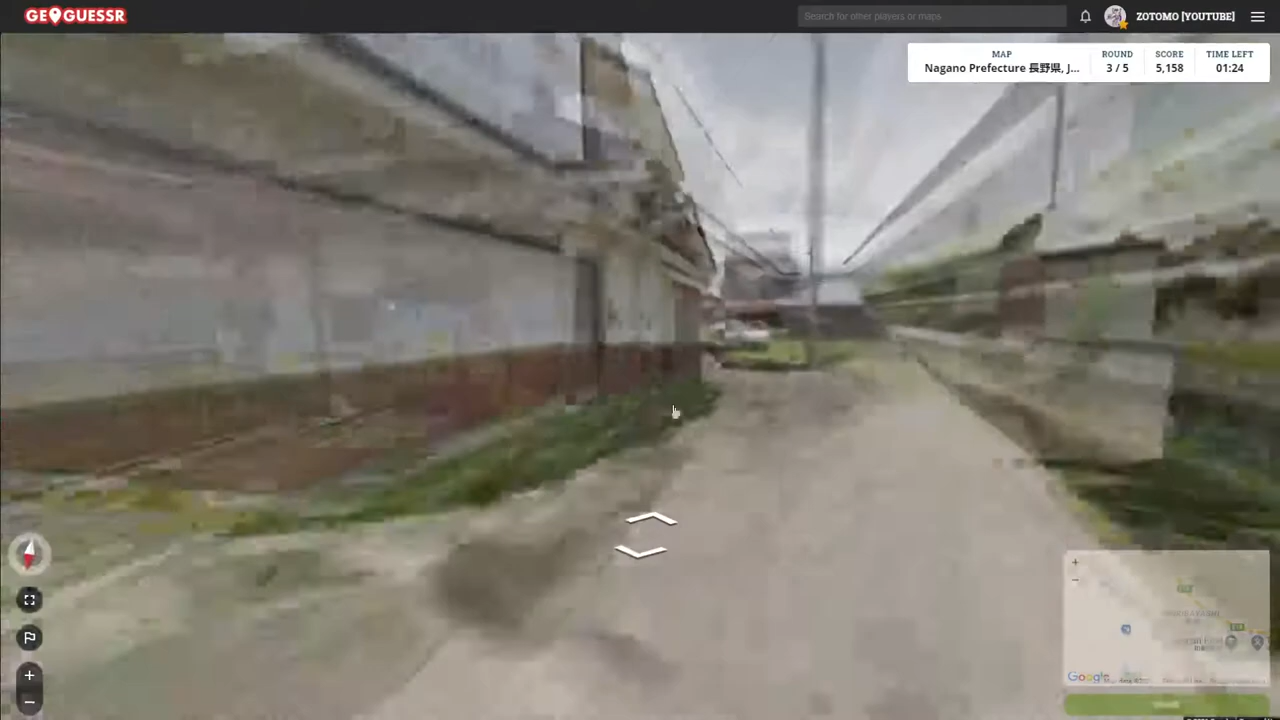 GEOGUESSR
Search for other players or maps
ZOTOMO [YOUTUBE]
MAP
Nagano Prefecture 長野県, J...
ROUND
3 / 5
SCORE
5,158
TIME LEFT
01:24
+
−
+
−
Google